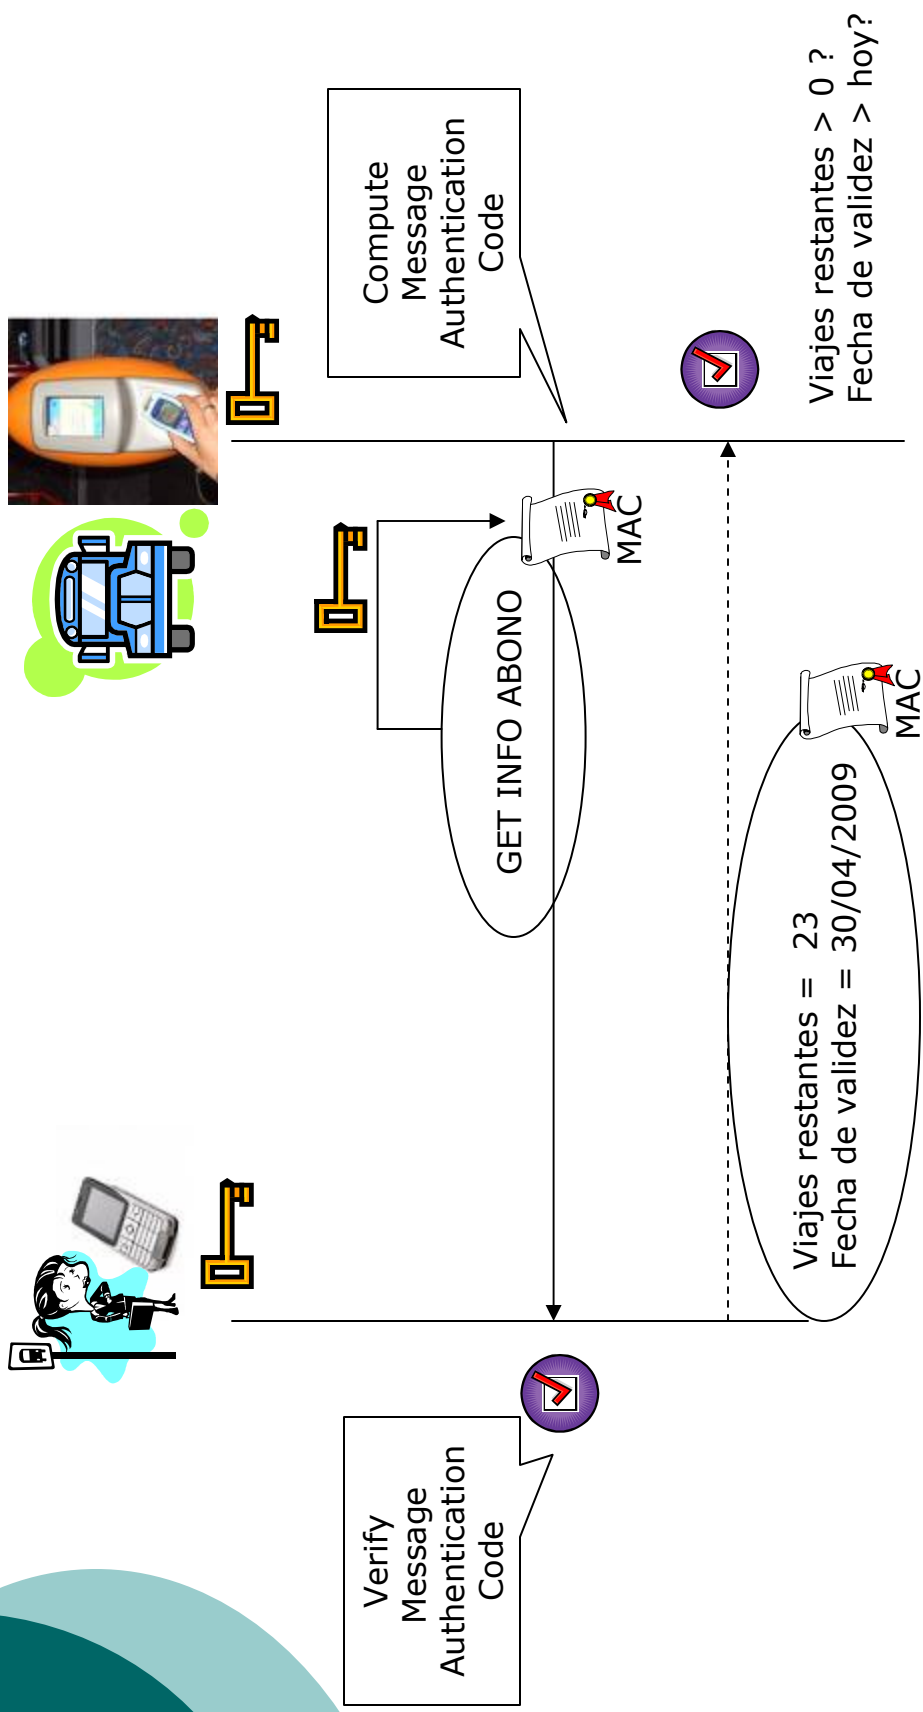 Verify
Message
Authentication
Code
Compute
Message
Authentication
Code
GET INFO ABONO
MAC
Viajes restantes = 23
Fecha de validez = 30/04/2009
MAC
Viajes restantes > 0 ?
Fecha de validez > hoy?